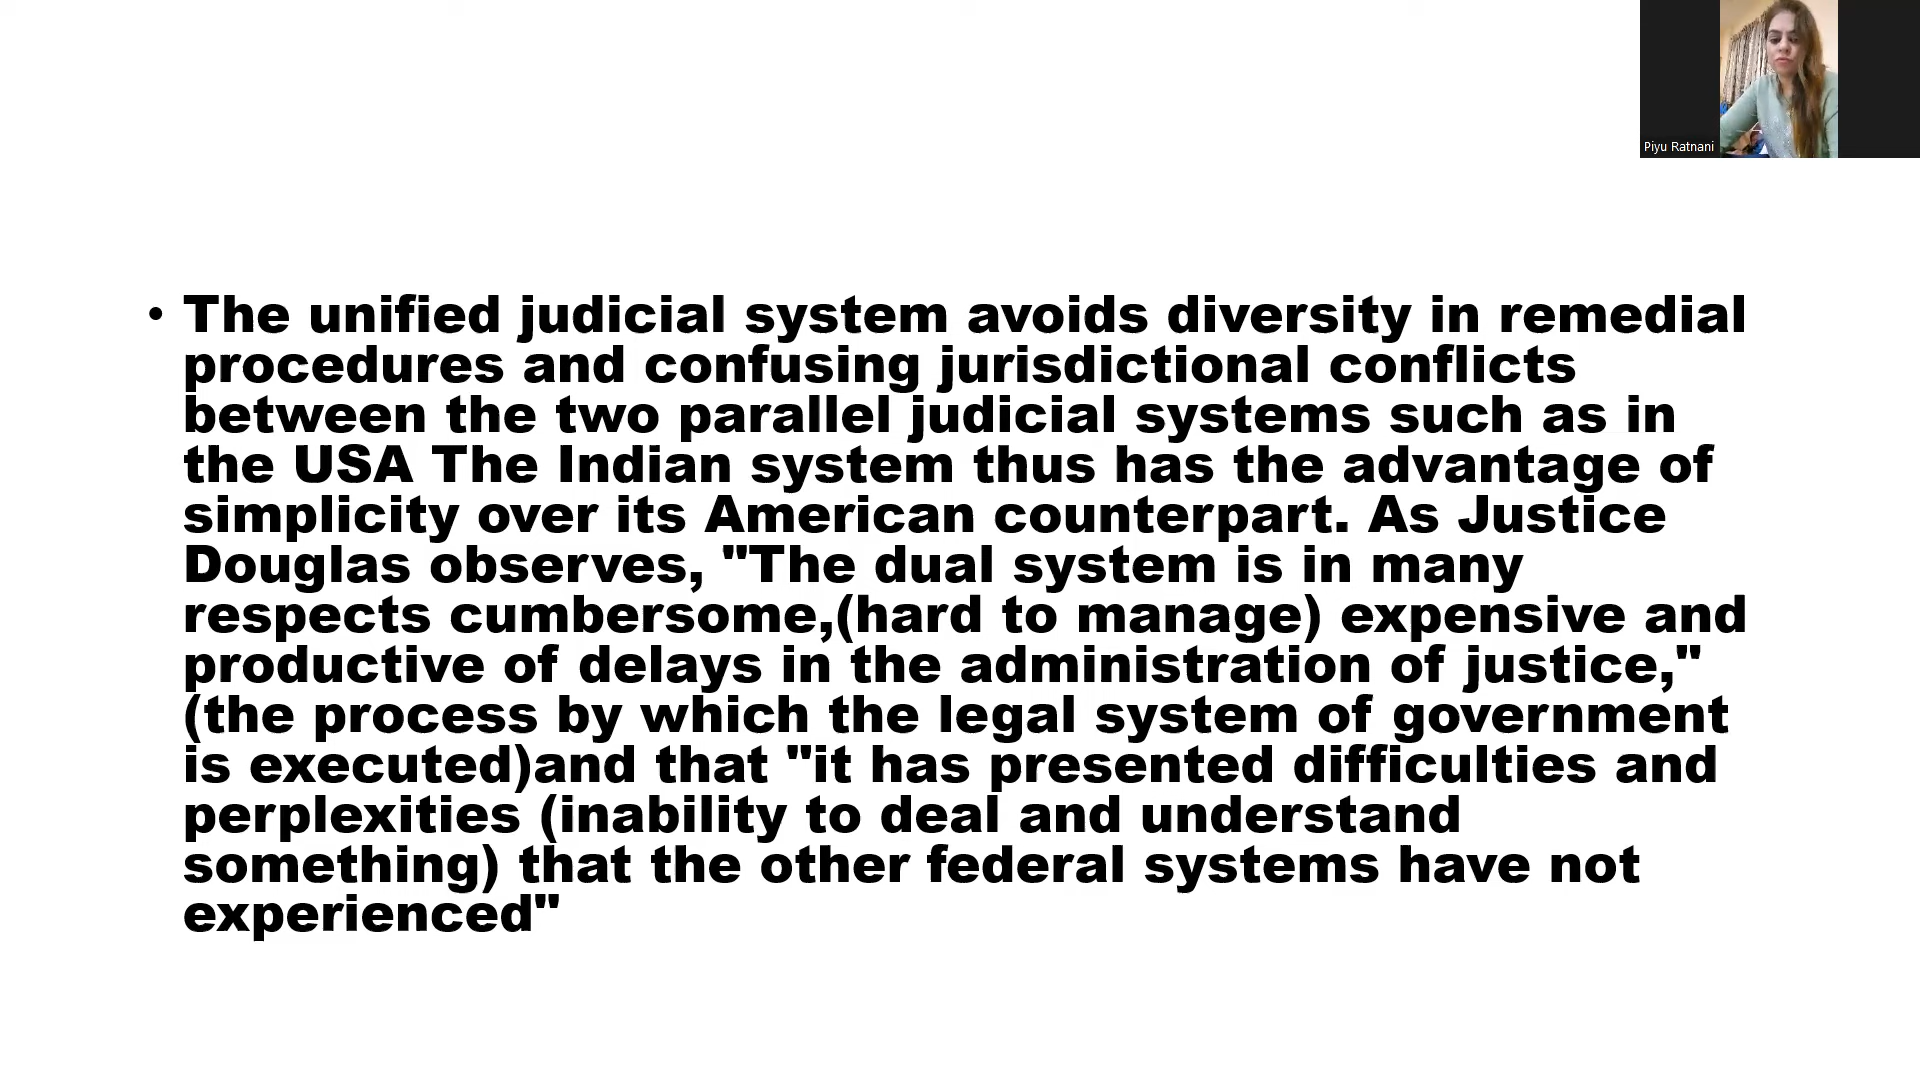 Piyu Ratnani
• The unified judicial system avoids diversity in remedial
procedures and confusing jurisdictional conflicts
between the two parallel judicial systems such as in
the USA The Indian system thus has the advantage of
simplicity over its American counterpart. As Justice
Douglas observes, "The dual system is in many
respects cumbersome,(hard to manage) expensive and
productive of delays in the administration of justice,"
(the process by which the legal system of government
is executed)and that "it has presented difficulties and
perplexities (inability to deal and understand
something) that the other federal systems have not
experienced"